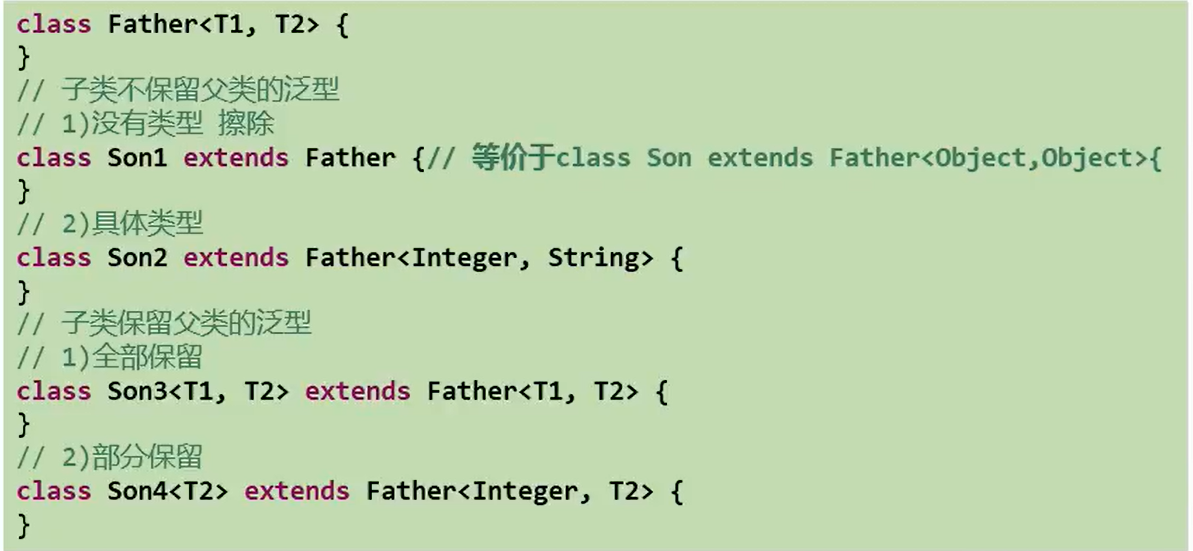 class Father<T1, T2> {
}
// 子类不保留父类的泛型
// 1)没有类型 擦除
class Son1 extends Father {// 等价于class Son extends Father<Object,Object>{
}
// 2)具体类型
class Son2 extends Father<Integer, String> {
}
// 子类保留父类的泛型
// 1)全部保留
class Son3<T1, T2> extends Father<T1, T2> {
}
// 2)部分保留
class Son4<T2> extends Father<Integer, T2> {
}